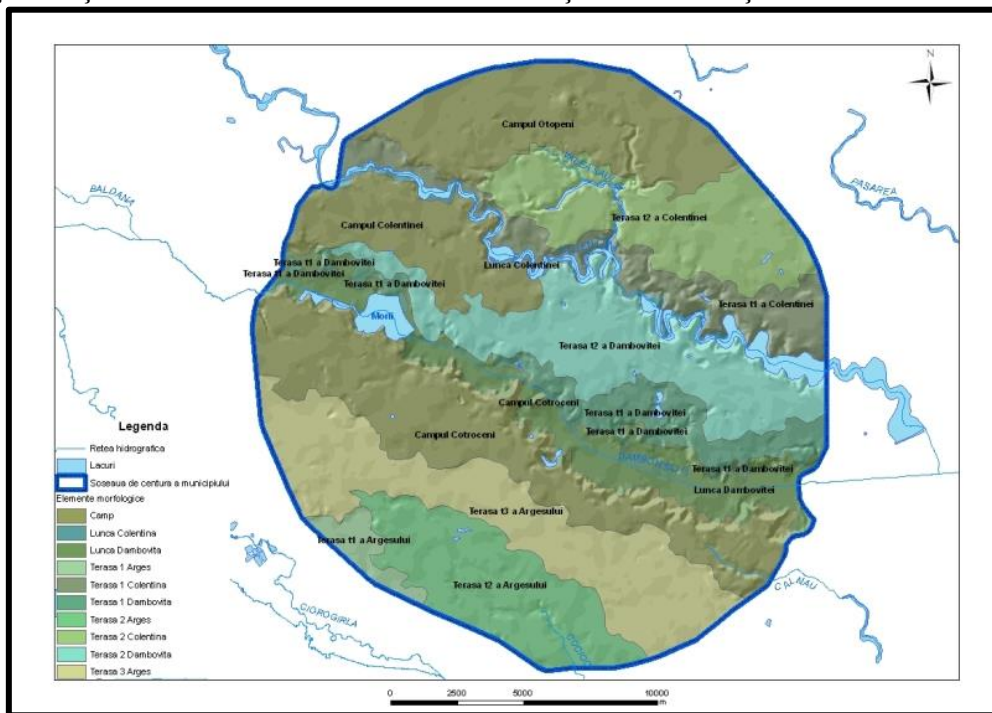 N
Campul Otopeni
BALDANA
PASAREA
Terasa t2 a Colentinei
Campul Colentinei
Lunca Colentinei
Terasa t1 a Dambovitei
Terasa t1 a Dambovitei
Terasa t1 a Dambovitei
Terasa t1 a Colentinei
Morii
Terasa t2 a Dambovitei
Campul Cotroceni
Terasa t1 a Dambovitei
Campul Cotroceni
Terasa t1 a Dambovitei
Terasa t1 a Dambovitei
Lunca Dambovitei
Terasa t3 a Argesului
Terasa t1 a Argesului
Terasa t2 a Argesului
CALNAU
CIOROGIRLA
Legenda
Retea hidrografica
Lacuri
Soseaua de centura a municipiului
Elemente morfologice
Camp
Lunca Colentina
Lunca Dambovita
Terasa 1 Arges
Terasa 1 Colentina
Terasa 1 Dambovita
Terasa 2 Arges
Terasa 2 Colentina
Terasa 2 Dambovita
Terasa 3 Arges
0 2500 5000 10000
m